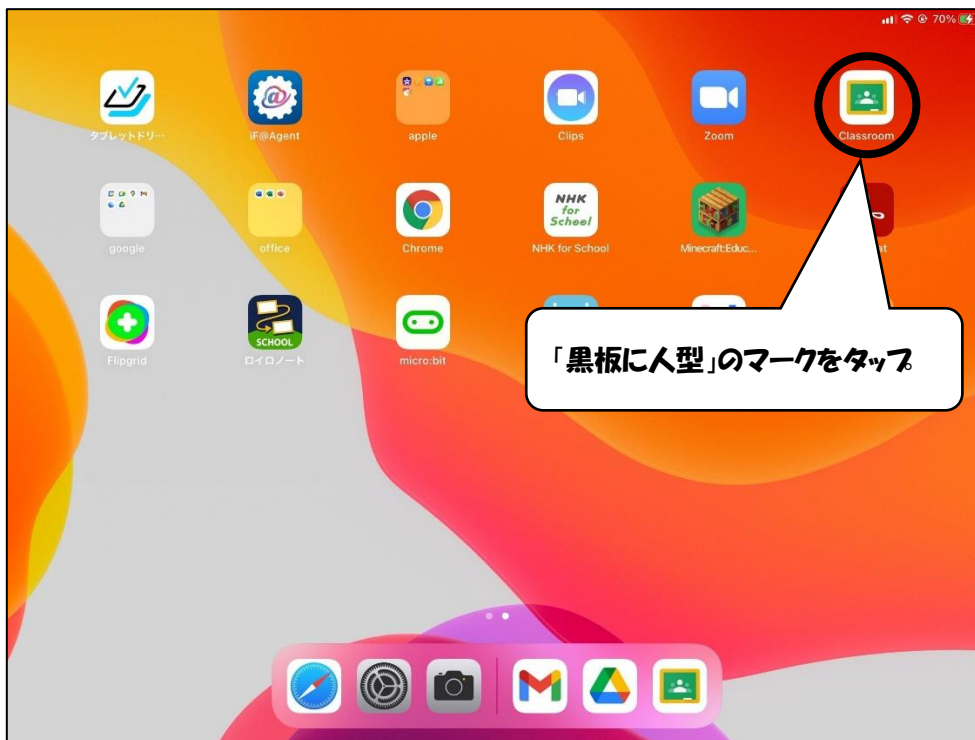 70%
タブレットドリ…
iF@Agent
apple
Clips
Zoom
Classroom
google
office
Chrome
NHK
for
School
NHK for School
Minecraft:Educ...
at
SCHOOL
Flipgrid
ロイロノート
micro:bit
「黒板に人型」のマークをタップ